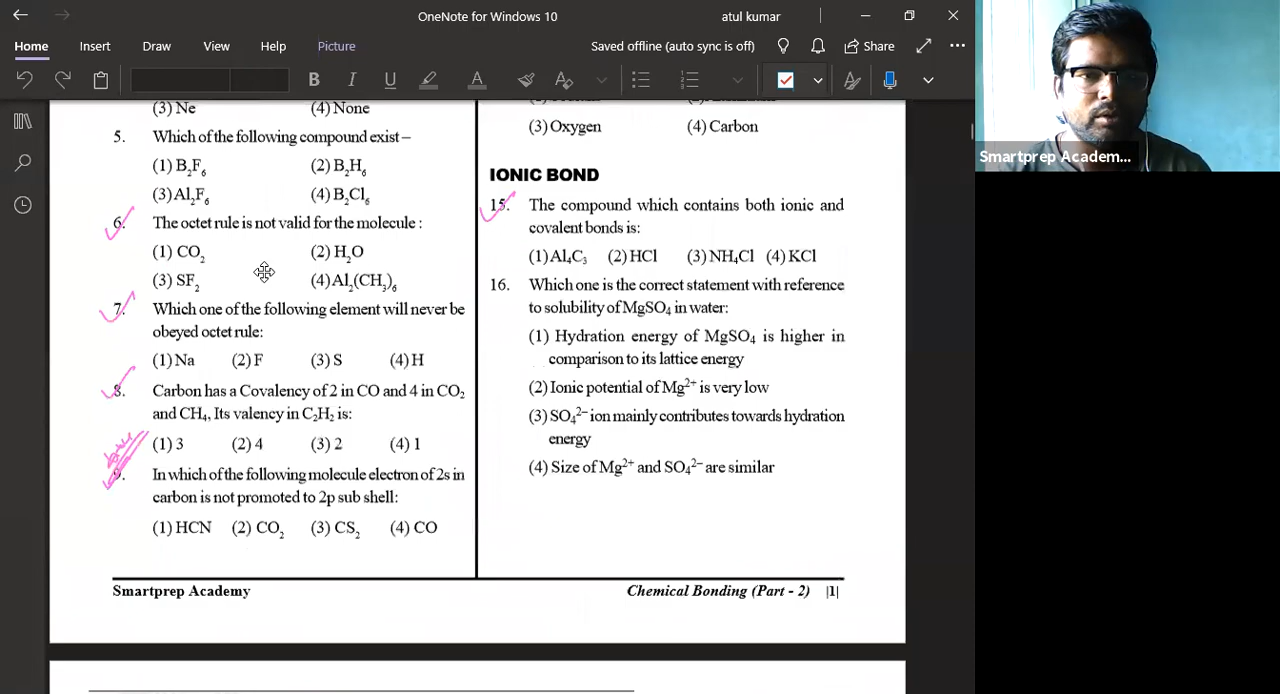 OneNote for Windows 10
atul kumar
Home Insert Draw View Help Picture
Saved offline (auto sync is off)
Share
(3) Ne (4) None
5. Which of the following compound exist –
(1) B₂F₆ (2) B₂H₆
(3) Al₂F₆ (4) B₂Cl₆
6. The octet rule is not valid for the molecule :
(1) CO₂ (2) H₂O
(3) SF₂ (4) Al₂(CH₃)₆
7. Which one of the following element will never be
obeyed octet rule:
(1) Na (2) F (3) S (4) H
8. Carbon has a Covalency of 2 in CO and 4 in CO₂
and CH₄, Its valency in C₂H₂ is:
(1) 3 (2) 4 (3) 2 (4) 1
9. In which of the following molecule electron of 2s in
carbon is not promoted to 2p sub shell:
(1) HCN (2) CO₂ (3) CS₂ (4) CO
(3) Oxygen (4) Carbon
IONIC BOND
15. The compound which contains both ionic and
covalent bonds is:
(1) Al₄C₃ (2) HCl (3) NH₄Cl (4) KCl
16. Which one is the correct statement with reference
to solubility of MgSO₄ in water:
(1) Hydration energy of MgSO₄ is higher in
comparison to its lattice energy
(2) Ionic potential of Mg²⁺ is very low
(3) SO₄²⁻ ion mainly contributes towards hydration
energy
(4) Size of Mg²⁺ and SO₄²⁻ are similar
Smartprep Academy
Chemical Bonding (Part - 2) |1|
Smartprep Academ...